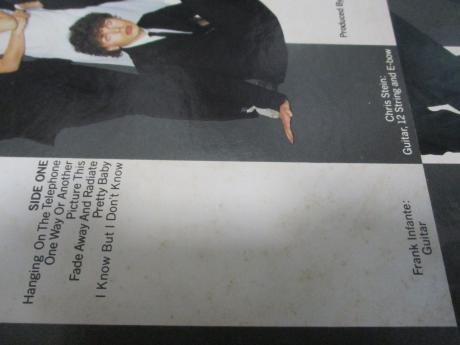 Produced By
Chris Stein:
Guitar, 12 String and E-bow
SIDE ONE
Hanging On The Telephone
One Way Or Another
Picture This
Fade Away And Radiate
Pretty Baby
I Know But I Don't Know
Frank Infante:
Guitar